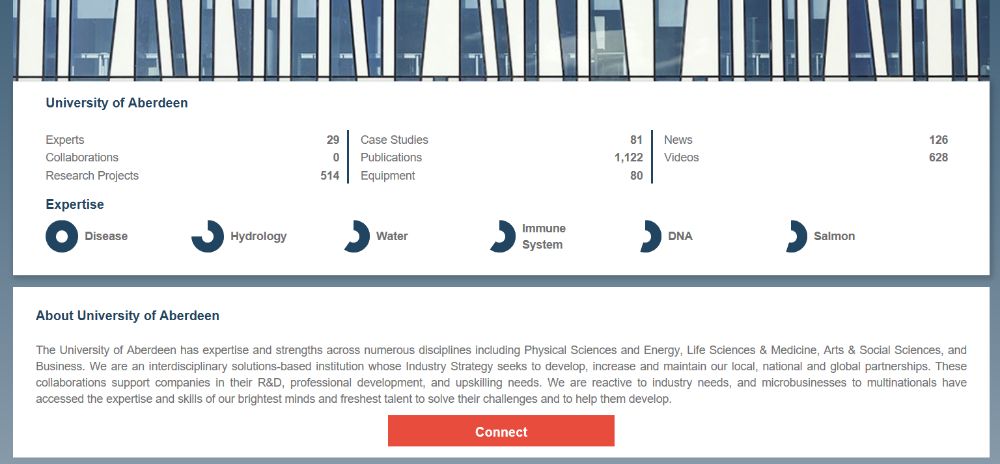 University of Aberdeen
Experts 29
Collaborations 0
Research Projects 514
Case Studies 81
Publications 1,122
Equipment 80
News 126
Videos 628
Expertise
Disease
Hydrology
Water
Immune
System
DNA
Salmon
About University of Aberdeen
The University of Aberdeen has expertise and strengths across numerous disciplines including Physical Sciences and Energy, Life Sciences & Medicine, Arts & Social Sciences, and
Business. We are an interdisciplinary solutions-based institution whose Industry Strategy seeks to develop, increase and maintain our local, national and global partnerships. These
collaborations support companies in their R&D, professional development, and upskilling needs. We are reactive to industry needs, and microbusinesses to multinationals have
accessed the expertise and skills of our brightest minds and freshest talent to solve their challenges and to help them develop.
Connect